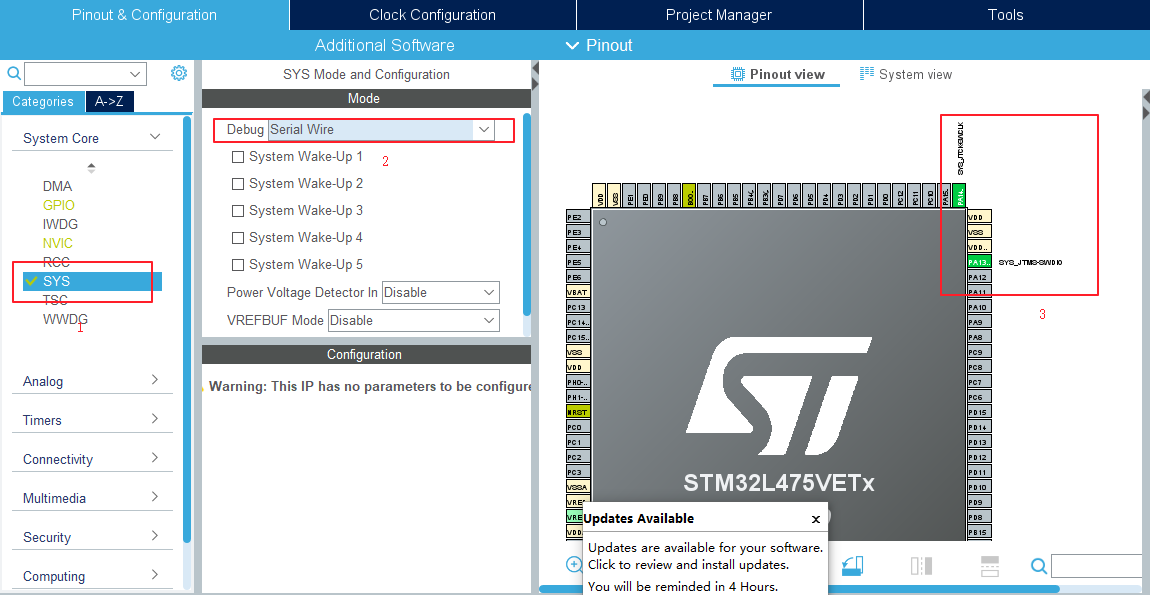 Pinout & Configuration
Clock Configuration
Project Manager
Tools
Additional Software
Pinout
Categories
A->Z
System Core
DMA
GPIO
IWDG
NVIC
RCC
SYS
TSC
WWDG
1
Analog
Timers
Connectivity
Multimedia
Security
Computing
SYS Mode and Configuration
Mode
Debug Serial Wire
System Wake-Up 1
2
System Wake-Up 2
System Wake-Up 3
System Wake-Up 4
System Wake-Up 5
Power Voltage Detector In Disable
VREFBUF Mode Disable
Configuration
Warning: This IP has no parameters to be configure
Pinout view
System view
SYS_JTCK-SWCLK
VDD
VSS
PE1
PE0
PB9
PB8
BOO..
PB7
PB6
PB5
PB4..
PB3..
PD7
PD6
PD5
PD4
PD3
PD2
PD1
PD0
PC12
PC11
PC10
PA15..
PA14..
PE2
PE3
PE4
PE5
PE6
VBAT
PC13
PC14..
PC15..
VSS
VDD
PH0-..
PH1-..
NRST
PC0
PC1
PC2
PC3
VSSA
VRE
VRE
VDD
VDD
VSS
VDD..
PA13..
SYS_JTMS-SWDIO
PA12
PA11
PA10
PA9
PA8
PC9
PC8
PC7
PC6
PD15
PD14
PD13
PD12
PD11
PD10
PD9
PD8
PB15
3
ST
STM32L475VETx
Updates Available
x
Updates are available for your software.
Click to review and install updates.
You will be reminded in 4 Hours.